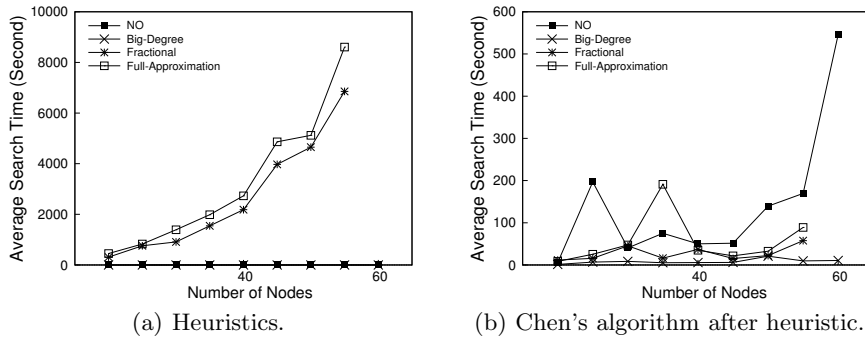 Average Search Time (Second)
10000
8000
6000
4000
2000
0
NO
Big-Degree
Fractional
Full-Approximation
40
60
Number of Nodes
(a) Heuristics.
Average Search Time (Second)
600
500
400
300
200
100
0
NO
Big-Degree
Fractional
Full-Approximation
40
60
Number of Nodes
(b) Chen's algorithm after heuristic.